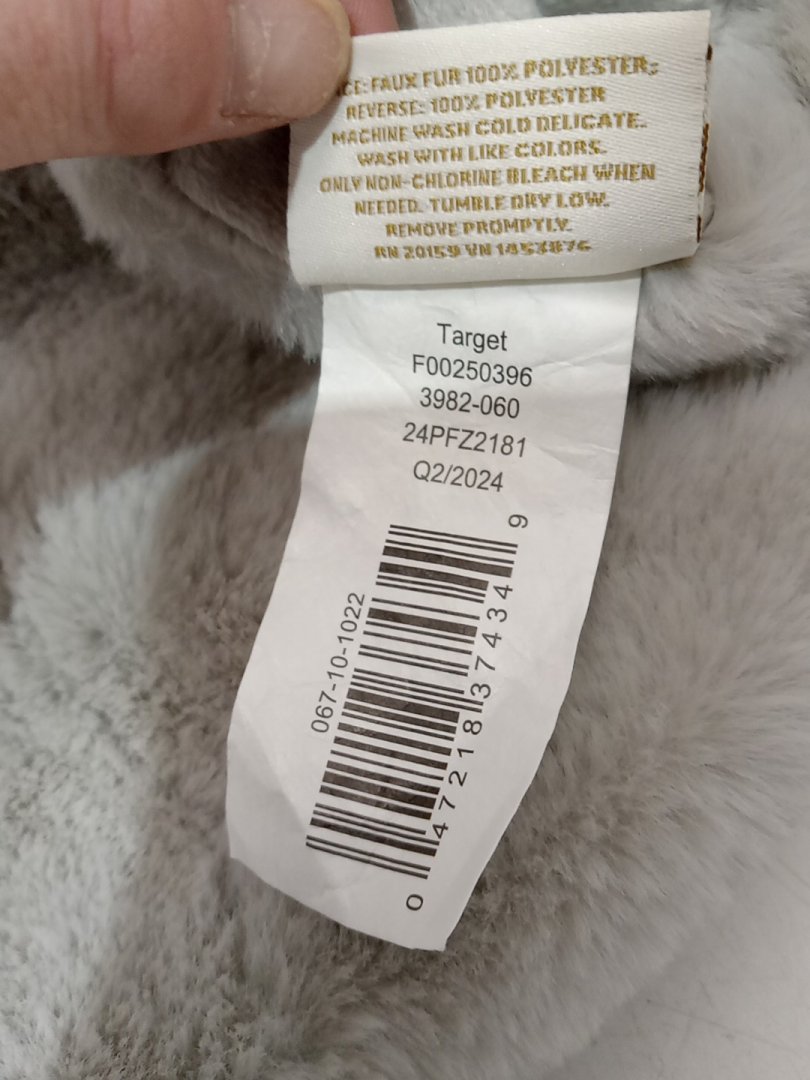 FAUX FUR 100% POLYESTER;
REVERSE: 100% POLYESTER
MACHINE WASH COLD DELICATE.
WASH WITH LIKE COLORS.
ONLY NON-CHLORINE BLEACH WHEN
NEEDED. TUMBLE DRY LOW.
REMOVE PROMPTLY.
RN 20159 VN 1453876
Target
F00250396
3982-060
24PFZ2181
Q2/2024
067-10-1022
0 47218 37434 9